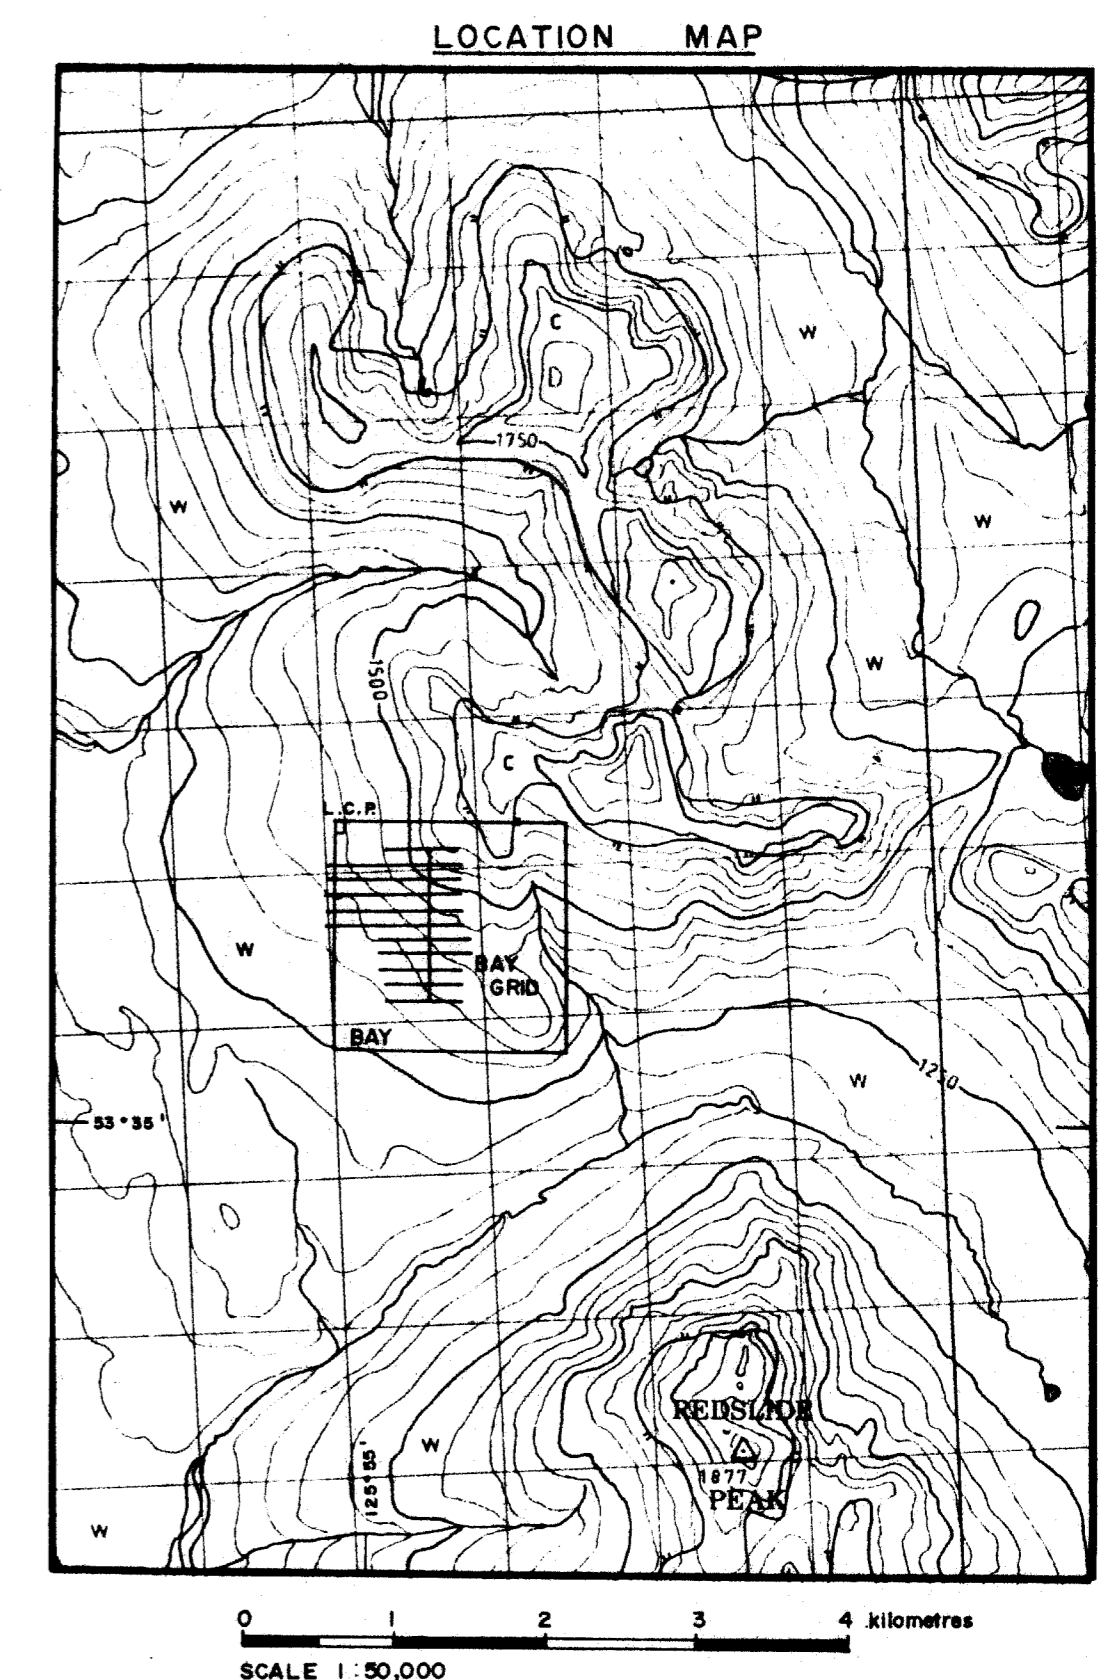 LOCATION MAP
C
W
D
1750
W
W
W
1500
C
L.C.P.
W
BAY
GRID
BAY
W
1250
53°35'
REDSLIDE
W
125°55'
1877
PEAK
W
0 1 2 3 4 kilometres
SCALE 1:50,000